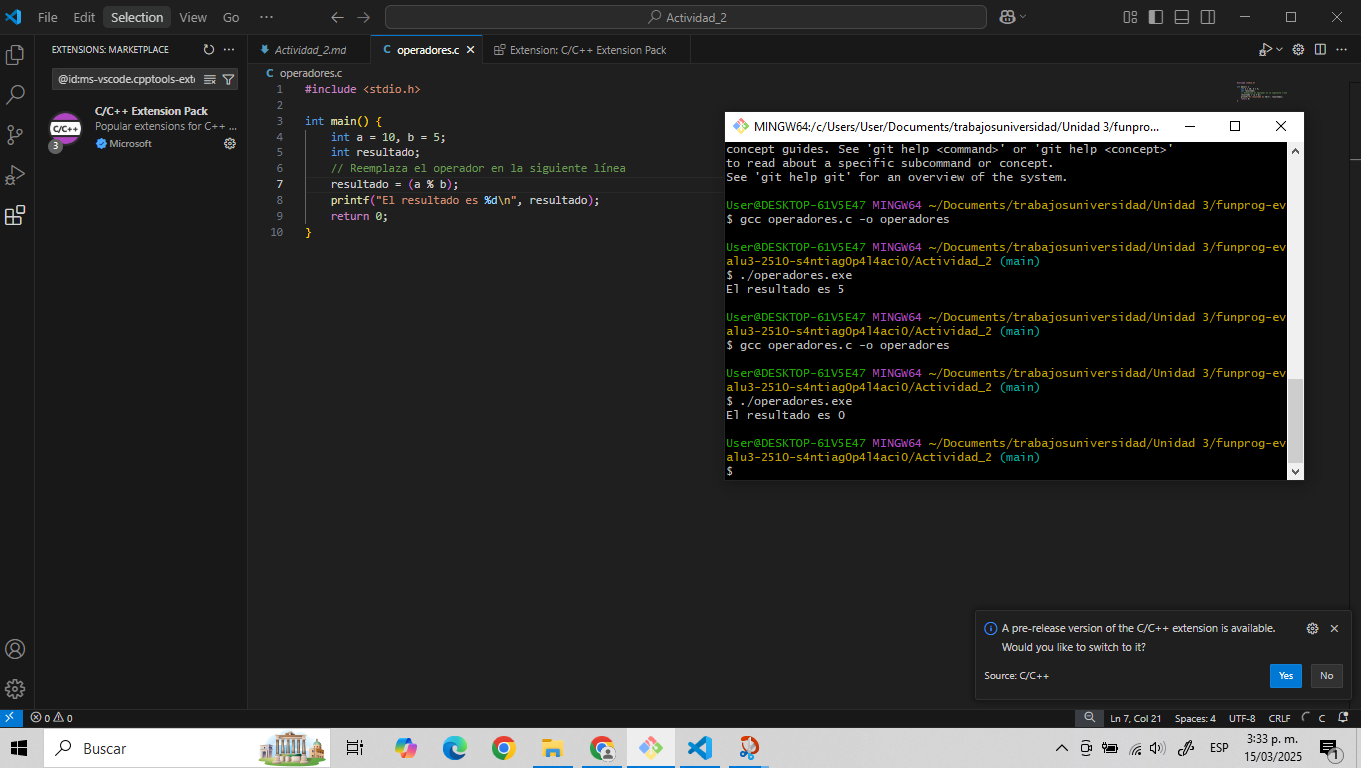 File Edit Selection View Go ··· Actividad_2
EXTENSIONS: MARKETPLACE
@id:ms-vscode.cpptools-ext
C/C++ Extension Pack
Popular extensions for C++ ...
Microsoft
C/C++
3
Actividad_2.md
C operadores.c
Extension: C/C++ Extension Pack
C operadores.c
1 #include <stdio.h>
2
3 int main() {
4 int a = 10, b = 5;
5 int resultado;
6 // Reemplaza el operador en la siguiente línea
7 resultado = (a % b);
8 printf("El resultado es %d\n", resultado);
9 return 0;
10 }
MINGW64:/c/Users/User/Documents/trabajosuniversidad/Unidad 3/funpro...
concept guides. See 'git help <command>' or 'git help <concept>'
to read about a specific subcommand or concept.
See 'git help git' for an overview of the system.
User@DESKTOP-61V5E47 MINGW64 ~/Documents/trabajosuniversidad/Unidad 3/funprog-ev
$ gcc operadores.c -o operadores
User@DESKTOP-61V5E47 MINGW64 ~/Documents/trabajosuniversidad/Unidad 3/funprog-ev
alu3-2510-s4ntiag0p4l4aci0/Actividad_2 (main)
$ ./operadores.exe
El resultado es 5
User@DESKTOP-61V5E47 MINGW64 ~/Documents/trabajosuniversidad/Unidad 3/funprog-ev
alu3-2510-s4ntiag0p4l4aci0/Actividad_2 (main)
$ gcc operadores.c -o operadores
User@DESKTOP-61V5E47 MINGW64 ~/Documents/trabajosuniversidad/Unidad 3/funprog-ev
alu3-2510-s4ntiag0p4l4aci0/Actividad_2 (main)
$ ./operadores.exe
El resultado es 0
User@DESKTOP-61V5E47 MINGW64 ~/Documents/trabajosuniversidad/Unidad 3/funprog-ev
alu3-2510-s4ntiag0p4l4aci0/Actividad_2 (main)
$
A pre-release version of the C/C++ extension is available.
Would you like to switch to it?
Source: C/C++
Yes No
0 0 Ln 7, Col 21 Spaces: 4 UTF-8 CRLF C
Buscar
ESP
3:33 p. m.
15/03/2025
1